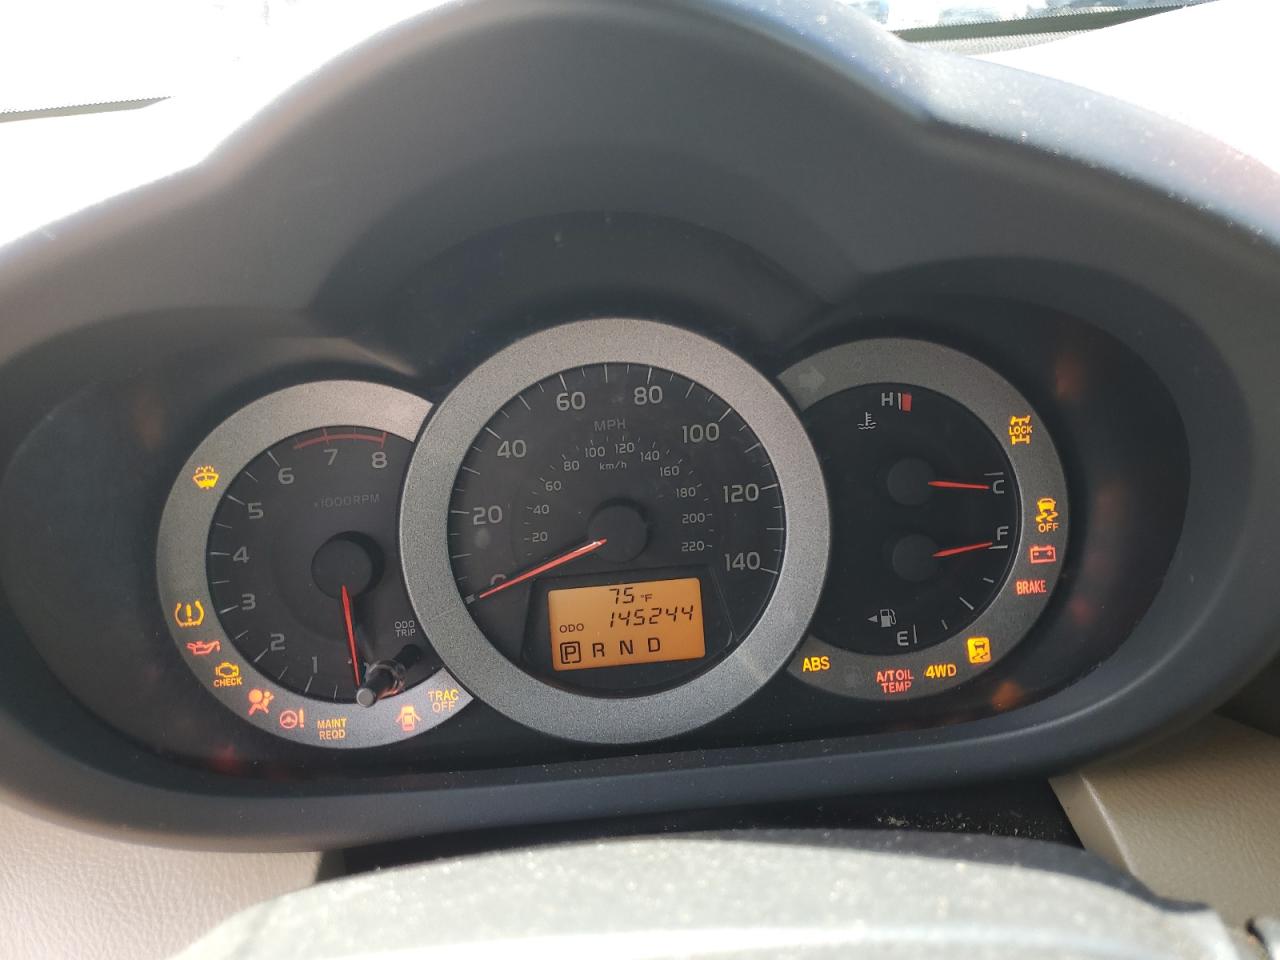 CHECK
MAINT
REQD
TRAC
OFF
1
2
3
4
5
6
7
8
x1000RPM
ODO
TRIP
0
20
40
60
80
100
120
140
MPH
20
40
60
80
100
120
140
160
180
200
220
km/h
75°F
ODO 145244
P R N D
H
C
F
E
LOCK
OFF
BRAKE
ABS
A/T OIL
TEMP
4WD